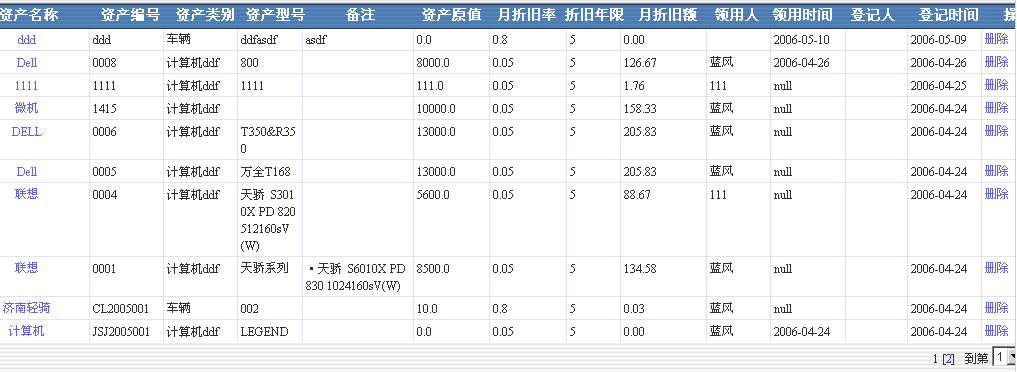 资产名称 资产编号 资产类别 资产型号 备注 资产原值 月折旧率 折旧年限 月折旧额 领用人 领用时间 登记人 登记时间
ddd ddd 车辆 ddfasdf asdf 0.0 0.8 5 0.00 2006-05-10 2006-05-09 删除
Dell 0008 计算机ddf 800 8000.0 0.05 5 126.67 蓝风 2006-04-26 2006-04-26 删除
1111 1111 计算机ddf 1111 111.0 0.05 5 1.76 111 null 2006-04-25 删除
微机 1415 计算机ddf 10000.0 0.05 5 158.33 蓝风 null 2006-04-24 删除
DELL 0006 计算机ddf T350&R35 13000.0 0.05 5 205.83 蓝风 null 2006-04-24 删除
0
Dell 0005 计算机ddf 万全T168 13000.0 0.05 5 205.83 蓝风 null 2006-04-24 删除
联想 0004 计算机ddf 天骄 S301 5600.0 0.05 5 88.67 111 null 2006-04-24 删除
0X PD 820
512160sV
(W)
联想 0001 计算机ddf 天骄系列 ·天骄 S6010X PD 8500.0 0.05 5 134.58 蓝风 null 2006-04-24 删除
830 1024160sV(W)
济南轻骑 CL2005001 车辆 002 10.0 0.8 5 0.03 蓝风 null 2006-04-24 删除
计算机 JSJ2005001 计算机ddf LEGEND 0.0 0.05 5 0.00 蓝风 2006-04-24 2006-04-24 删除
1 [2] 到第 1